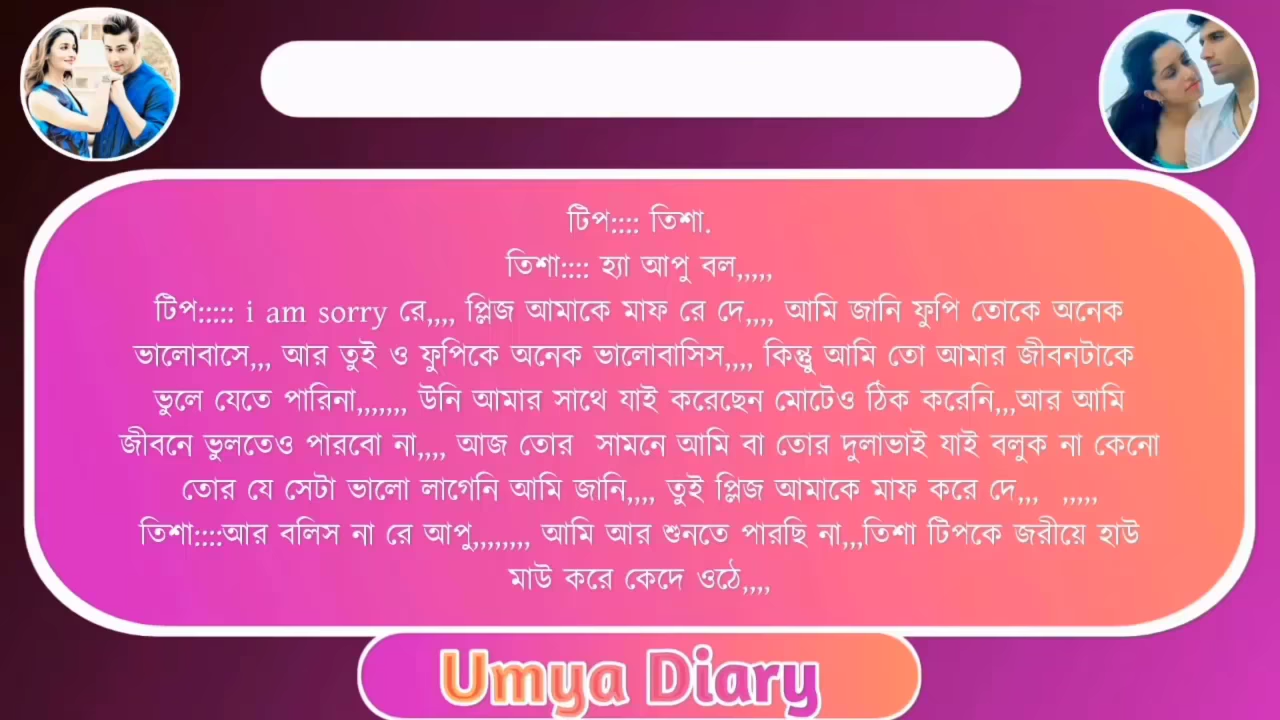 টিপ:::: তিশা.
তিশা:::: হ্যা আপু বল,,,,,
টিপ::::: i am sorry রে,,,, প্লিজ আমাকে মাফ রে দে,,,, আমি জানি ফুপি তোকে অনেক
ভালোবাসে,,, আর তুই ও ফুপিকে অনেক ভালোবাসিস,,,, কিন্তু আমি তো আমার জীবনটাকে
ভুলে যেতে পারিনা,,,,,,, উনি আমার সাথে যাই করেছেন মোটেও ঠিক করেনি,,,আর আমি
জীবনে ভুলতেও পারবো না,,,, আজ তোর  সামনে আমি বা তোর দুলাভাই যাই বলুক না কেনো
তোর যে সেটা ভালো লাগেনি আমি জানি,,,, তুই প্লিজ আমাকে মাফ করে দে,,,  ,,,,,
তিশা::::আর বলিস না রে আপু,,,,,,,, আমি আর শুনতে পারছি না,,,তিশা টিপকে জরীয়ে হাউ
মাউ করে কেদে ওঠে,,,,
Umya Diary